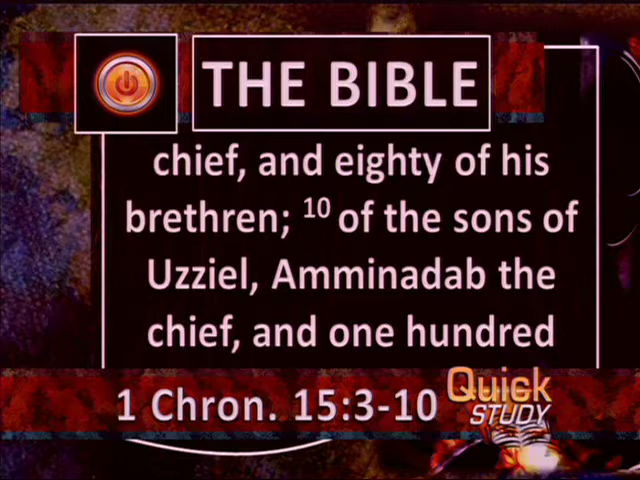 THE BIBLE
chief, and eighty of his
brethren; 10 of the sons of
Uzziel, Amminadab the
chief, and one hundred
1 Chron. 15:3-10
Quick
STUDY